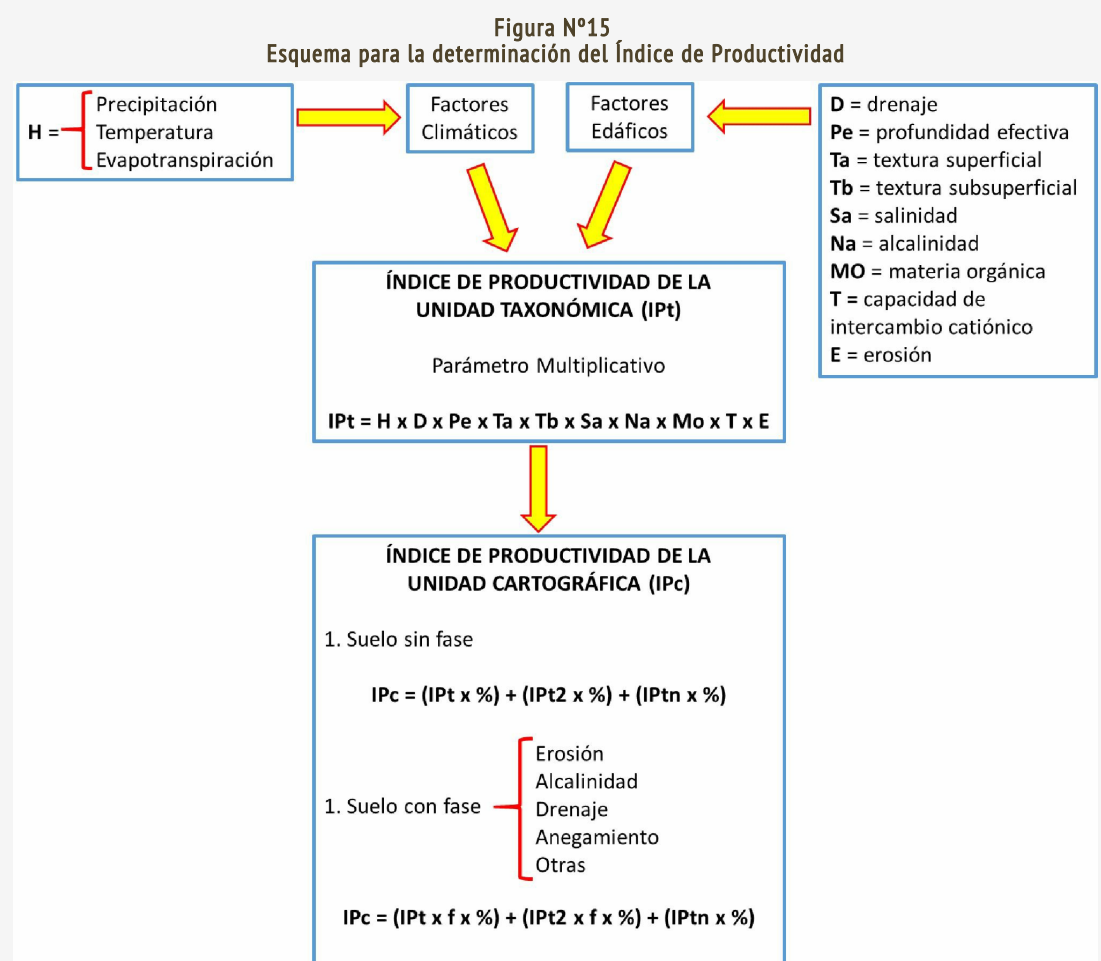 Figura Nº15
Esquema para la determinación del Índice de Productividad
H =
Precipitación
Temperatura
Evapotranspiración
Factores
Climáticos
Factores
Edáficos
D = drenaje
Pe = profundidad efectiva
Ta = textura superficial
Tb = textura subsuperficial
Sa = salinidad
Na = alcalinidad
MO = materia orgánica
T = capacidad de
intercambio catiónico
E = erosión
ÍNDICE DE PRODUCTIVIDAD DE LA
UNIDAD TAXONÓMICA (IPt)
Parámetro Multiplicativo
IPt = H x D x Pe x Ta x Tb x Sa x Na x Mo x T x E
ÍNDICE DE PRODUCTIVIDAD DE LA
UNIDAD CARTOGRÁFICA (IPc)
1. Suelo sin fase
IPc = (IPt x %) + (IPt2 x %) + (IPtn x %)
1. Suelo con fase
Erosión
Alcalinidad
Drenaje
Anegamiento
Otras
IPc = (IPt x f x %) + (IPt2 x f x %) + (IPtn x %)